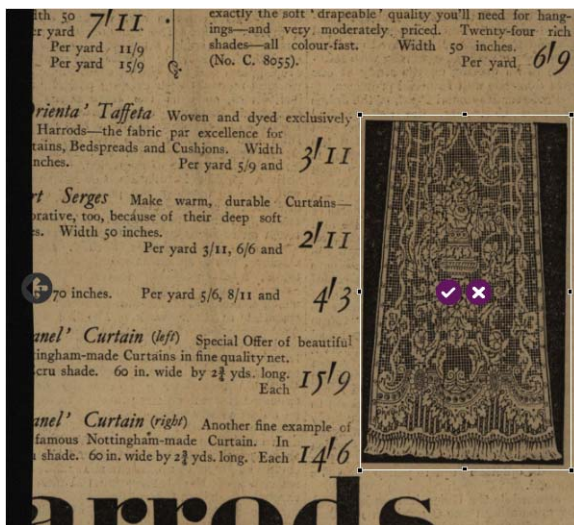 ith 50
er yard 7/11
Per yard 11/9
Per yard 15/9
exactly the soft 'drapeable' quality you'll need for hang-
ings—and very moderately priced. Twenty-four rich
shades—all colour-fast. Width 50 inches.
(No. C. 8055). Per yard 6/9
Orienta' Taffeta Woven and dyed exclusively
Harrods—the fabric par excellence for
tains, Bedspreads and Cushions. Width
nches. Per yard 5/9 and 3/11
rt Serges Make warm, durable Curtains—
orative, too, because of their deep soft
s. Width 50 inches.
Per yard 3/11, 6/6 and 2/11
70 inches. Per yard 5/6, 8/11 and 4/3
anel' Curtain (left) Special Offer of beautiful
tingham-made Curtains in fine quality net.
cru shade. 60 in. wide by 2¾ yds. long.
Each 15/9
anel' Curtain (right) Another fine example of
famous Nottingham-made Curtain. In
shade. 60 in. wide by 2¾ yds. long. Each 14/6
arrods